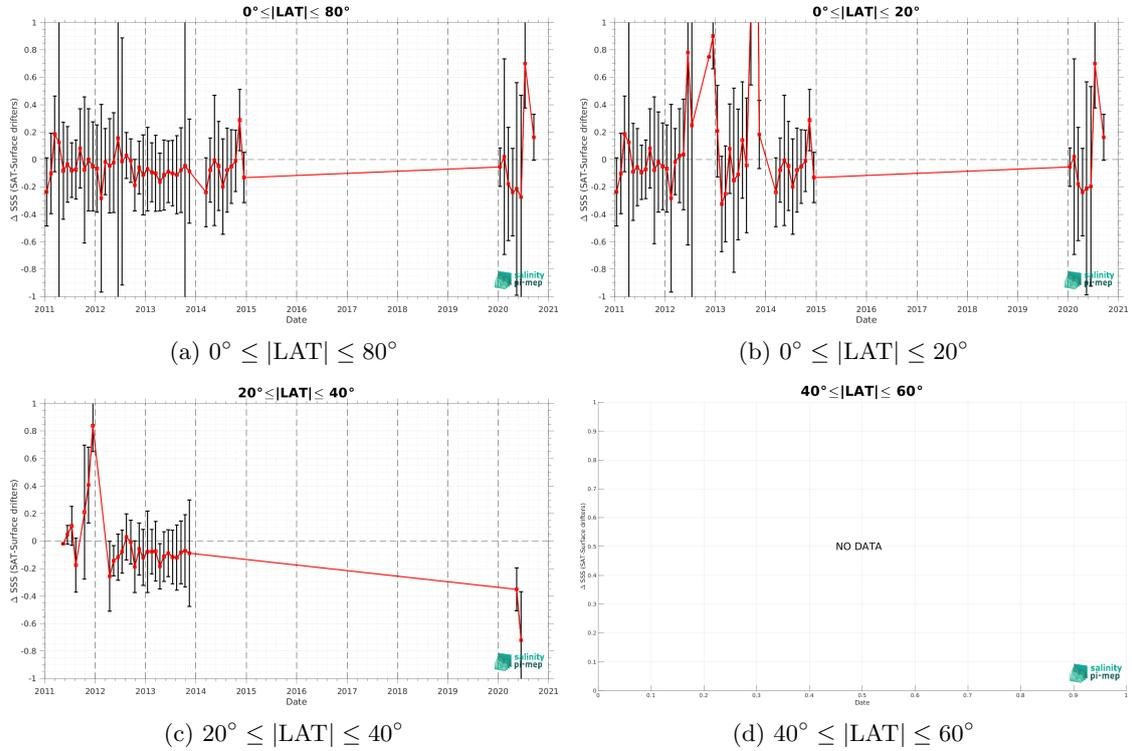 0°≤|LAT|≤ 80°
1
0.8
0.6
0.4
0.2
0
-0.2
-0.4
-0.6
-0.8
-1
Δ SSS (SAT-Surface drifters)
2011 2012 2013 2014 2015 2016 2017 2018 2019 2020 2021
Date
salinity
pi-mep
(a) 0° ≤ |LAT| ≤ 80°
0°≤|LAT|≤ 20°
1
0.8
0.6
0.4
0.2
0
-0.2
-0.4
-0.6
-0.8
-1
Δ SSS (SAT-Surface drifters)
2011 2012 2013 2014 2015 2016 2017 2018 2019 2020 2021
Date
salinity
pi-mep
(b) 0° ≤ |LAT| ≤ 20°
20°≤|LAT|≤ 40°
1
0.8
0.6
0.4
0.2
0
-0.2
-0.4
-0.6
-0.8
-1
Δ SSS (SAT-Surface drifters)
2011 2012 2013 2014 2015 2016 2017 2018 2019 2020 2021
Date
salinity
pi-mep
(c) 20° ≤ |LAT| ≤ 40°
40°≤|LAT|≤ 60°
1
0.9
0.8
0.7
0.6
0.5
0.4
0.3
0.2
0.1
0
Δ SSS (SAT-Surface drifters)
NO DATA
0 0.1 0.2 0.3 0.4 0.5 0.6 0.7 0.8 0.9 1
Date
salinity
pi-mep
(d) 40° ≤ |LAT| ≤ 60°